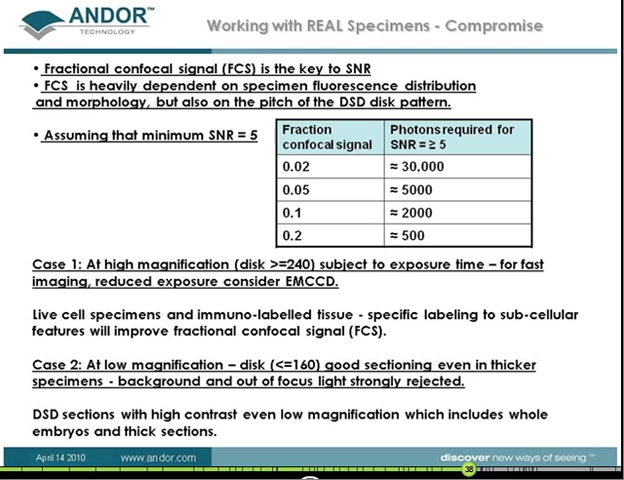 ANDOR™
TECHNOLOGY
Working with REAL Specimens - Compromise
• Fractional confocal signal (FCS) is the key to SNR
• FCS is heavily dependent on specimen fluorescence distribution
and morphology, but also on the pitch of the DSD disk pattern.
• Assuming that minimum SNR = 5
Fraction confocal signal Photons required for SNR = ≥ 5
0.02 ≈ 30,000
0.05 ≈ 5000
0.1 ≈ 2000
0.2 ≈ 500
Case 1: At high magnification (disk >=240) subject to exposure time – for fast
imaging, reduced exposure consider EMCCD.
Live cell specimens and immuno-labelled tissue - specific labeling to sub-cellular
features will improve fractional confocal signal (FCS).
Case 2: At low magnification – disk (<=160) good sectioning even in thicker
specimens - background and out of focus light strongly rejected.
DSD sections with high contrast even low magnification which includes whole
embryos and thick sections.
April 14 2010 www.andor.com discover new ways of seeing ™
38